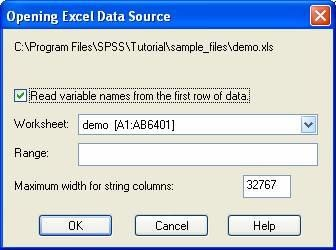 Opening Excel Data Source
C:\Program Files\SPSS\Tutorial\sample_files\demo.xls
Read variable names from the first row of data.
Worksheet: demo [A1:AB6401]
Range:
Maximum width for string columns: 32767
OK Cancel Help